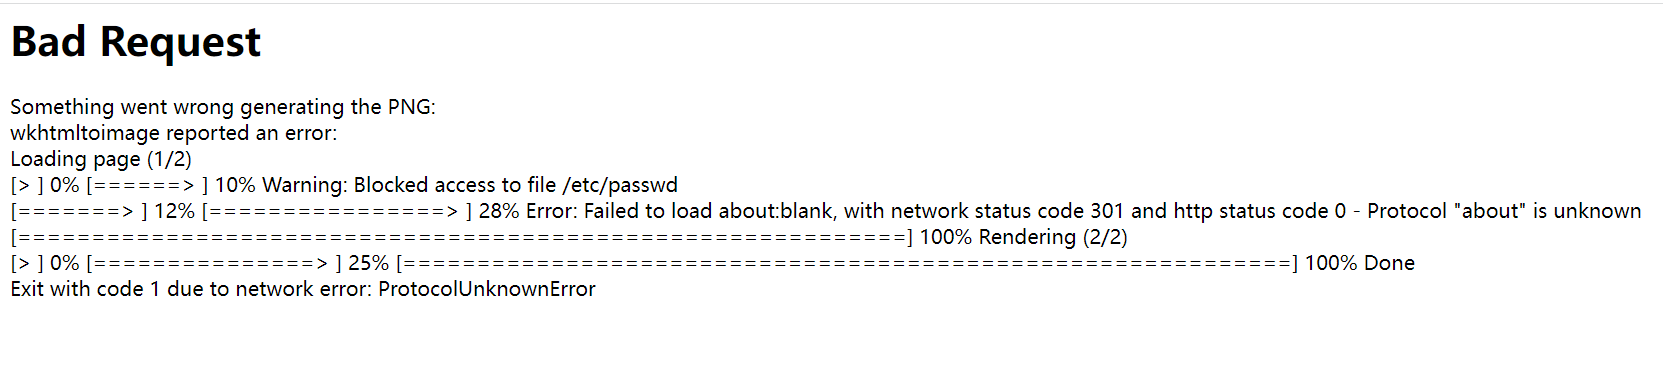 Bad Request
Something went wrong generating the PNG:
wkhtmltoimage reported an error:
Loading page (1/2)
[> ] 0% [======> ] 10% Warning: Blocked access to file /etc/passwd
[=======> ] 12% [================> ] 28% Error: Failed to load about:blank, with network status code 301 and http status code 0 - Protocol "about" is unknown
[============================================================] 100% Rendering (2/2)
[> ] 0% [===============> ] 25% [============================================================] 100% Done
Exit with code 1 due to network error: ProtocolUnknownError